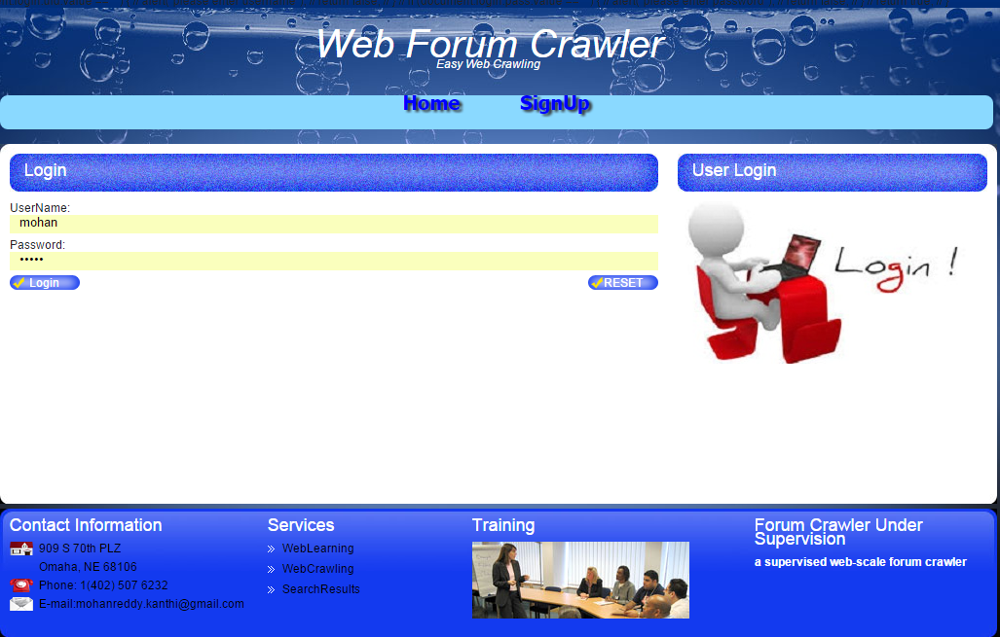 Web Forum Crawler
Easy Web Crawling
Home SignUp
Login
UserName:
mohan
Password:
•••••
Login RESET
User Login
Login !
Contact Information
909 S 70th PLZ
Omaha, NE 68106
Phone: 1(402) 507 6232
E-mail:mohanreddy.kanthi@gmail.com
Services
WebLearning
WebCrawling
SearchResults
Training
Forum Crawler Under
Supervision
a supervised web-scale forum crawler